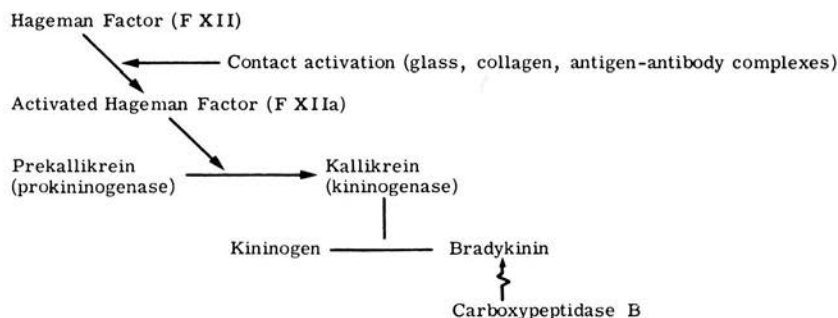 Hageman Factor (F XII)
Contact activation (glass, collagen, antigen-antibody complexes)
Activated Hageman Factor (F XIIa)
Prekallikrein
(prokininogenase)
Kallikrein
(kininogenase)
Kininogen
Bradykinin
Carboxypeptidase B